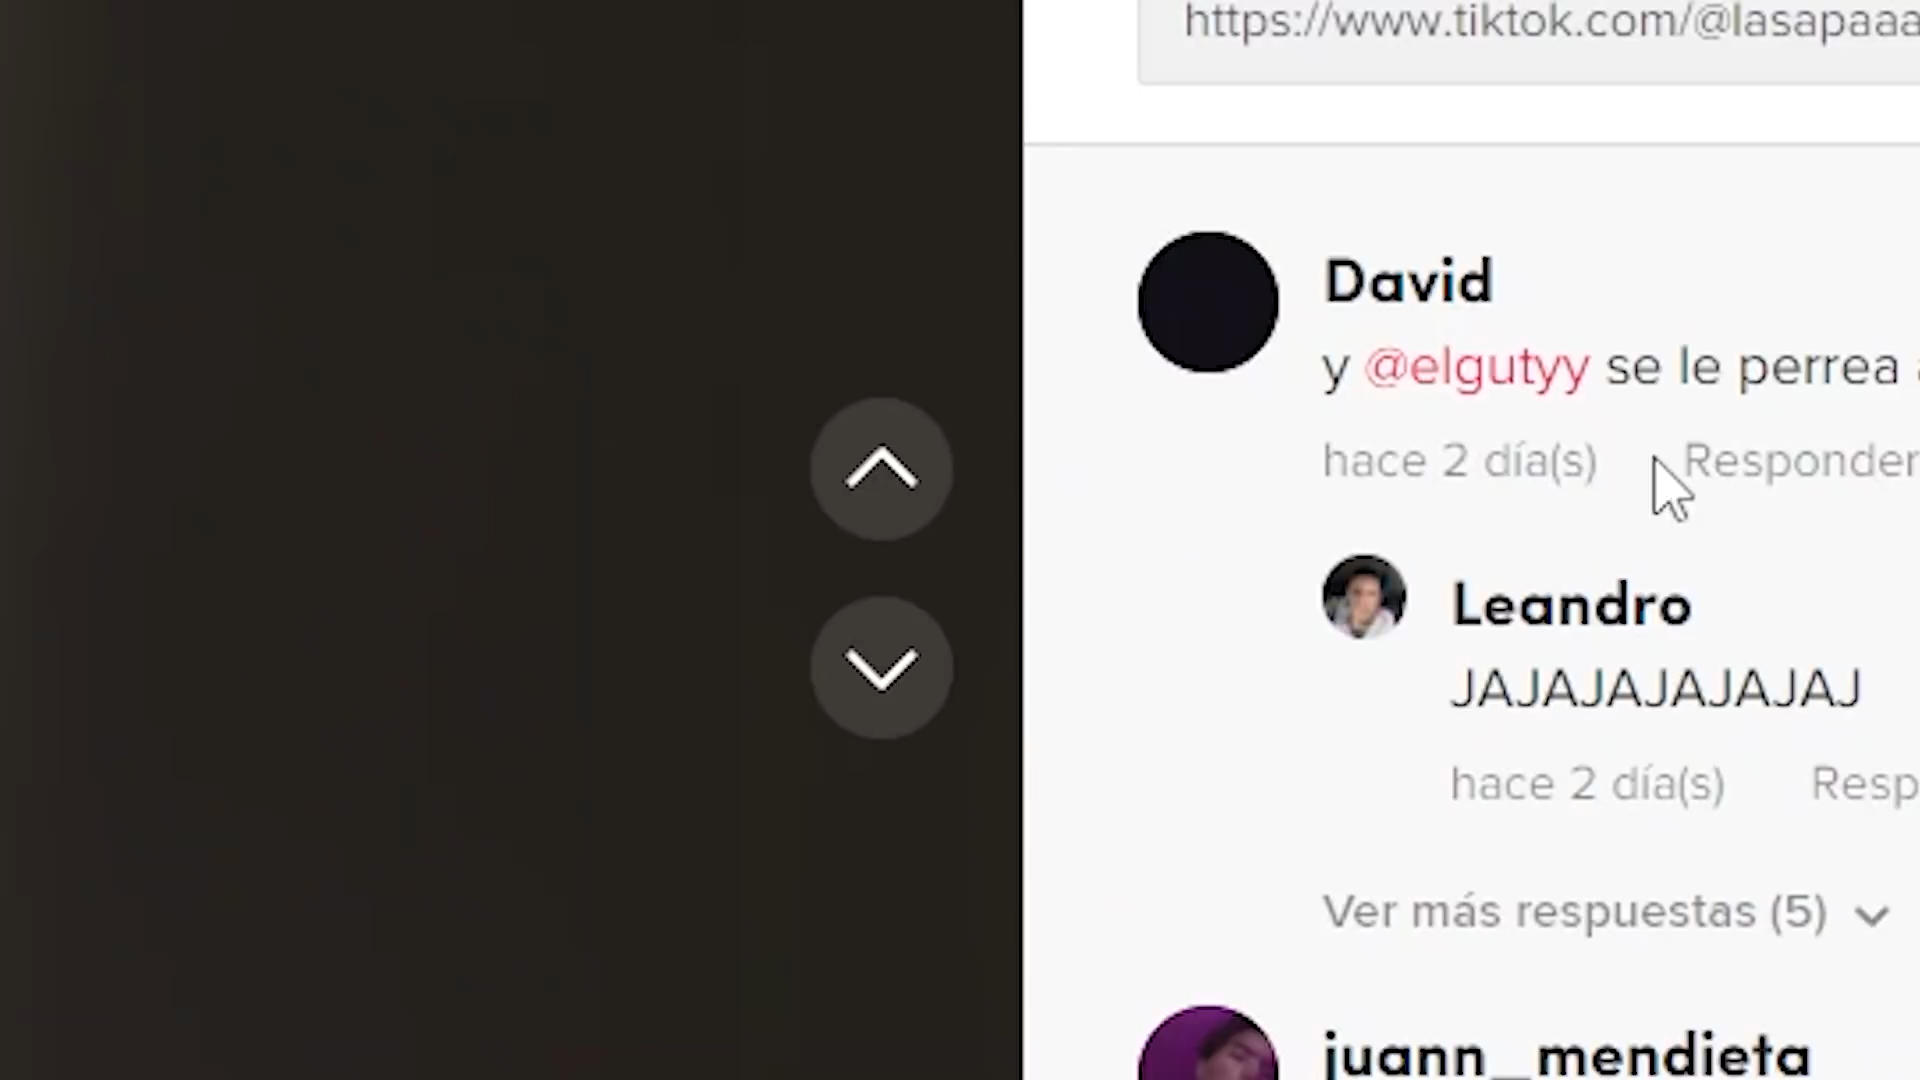 https://www.tiktok.com/@lasapaaa
David
y @elgutyy se le perrea
hace 2 día(s) Responder
Leandro
JAJAJAJAJAJAJ
hace 2 día(s) Resp
Ver más respuestas (5)
juann_mendieta